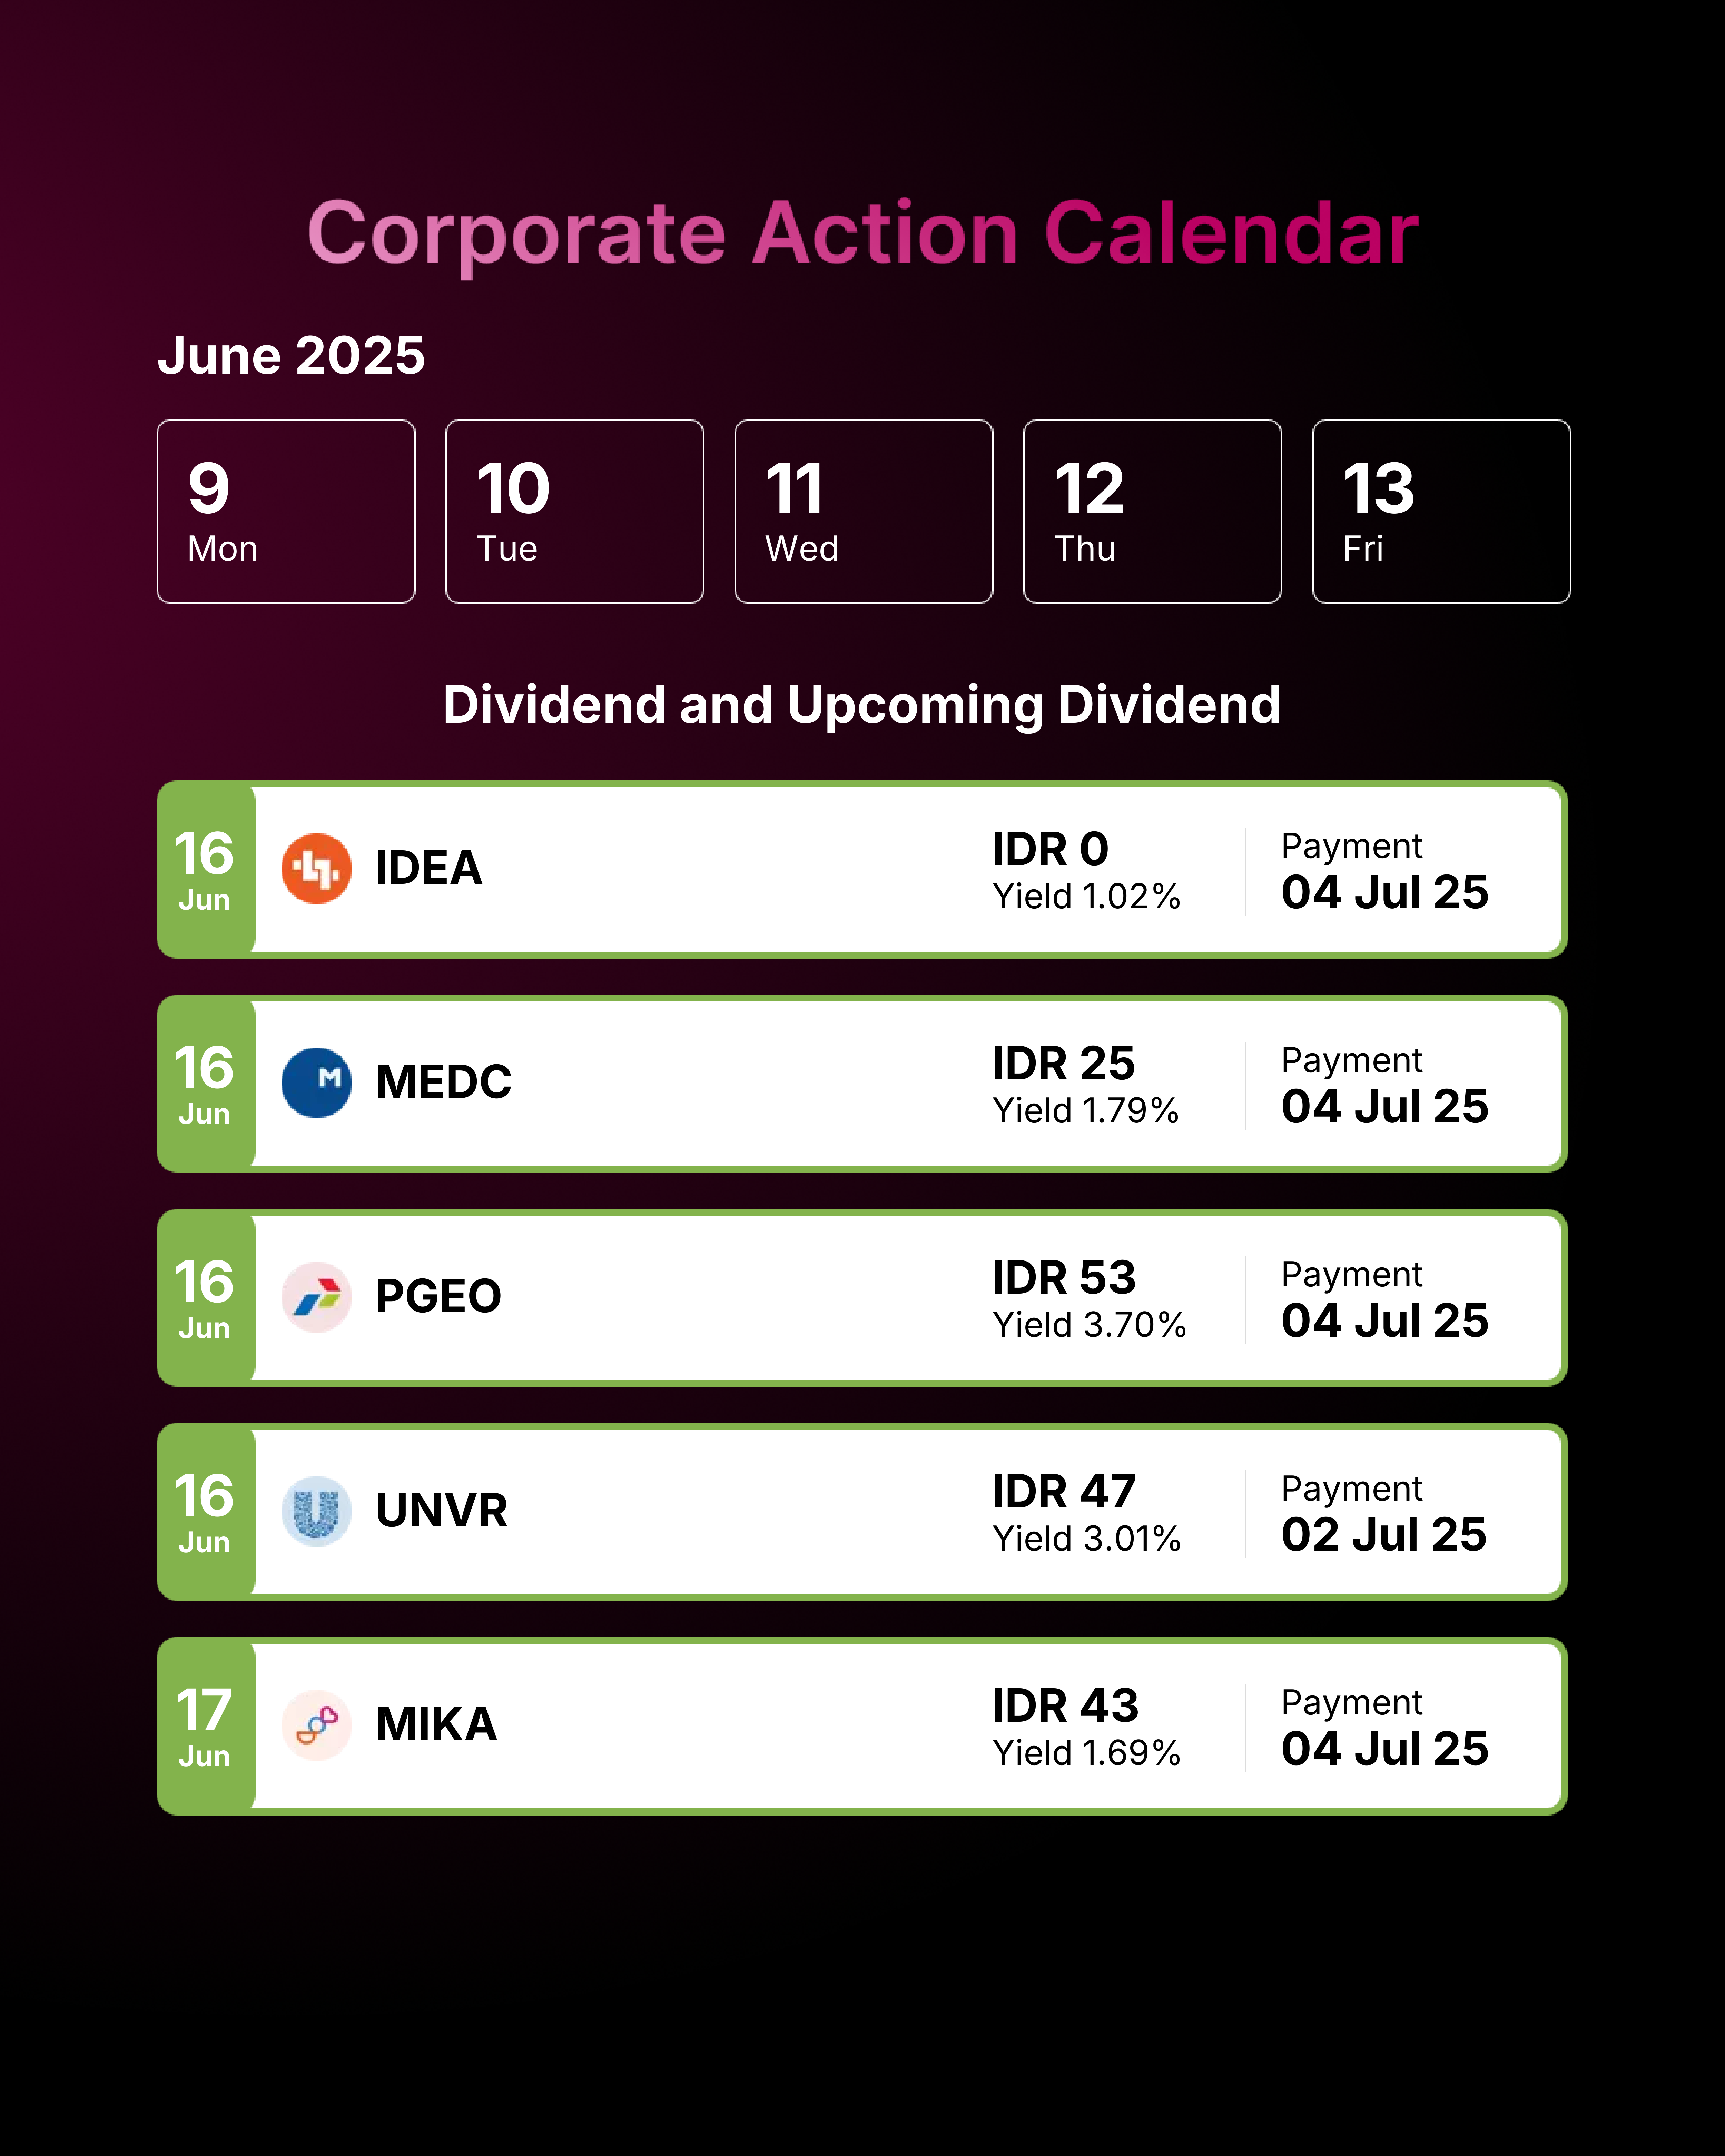 Corporate Action Calendar
June 2025
9
Mon
10
Tue
11
Wed
12
Thu
13
Fri
Dividend and Upcoming Dividend
16
Jun
IDEA
IDR 0
Yield 1.02%
Payment
04 Jul 25
16
Jun
M
MEDC
IDR 25
Yield 1.79%
Payment
04 Jul 25
16
Jun
PGEO
IDR 53
Yield 3.70%
Payment
04 Jul 25
16
Jun
U
UNVR
IDR 47
Yield 3.01%
Payment
02 Jul 25
17
Jun
MIKA
IDR 43
Yield 1.69%
Payment
04 Jul 25